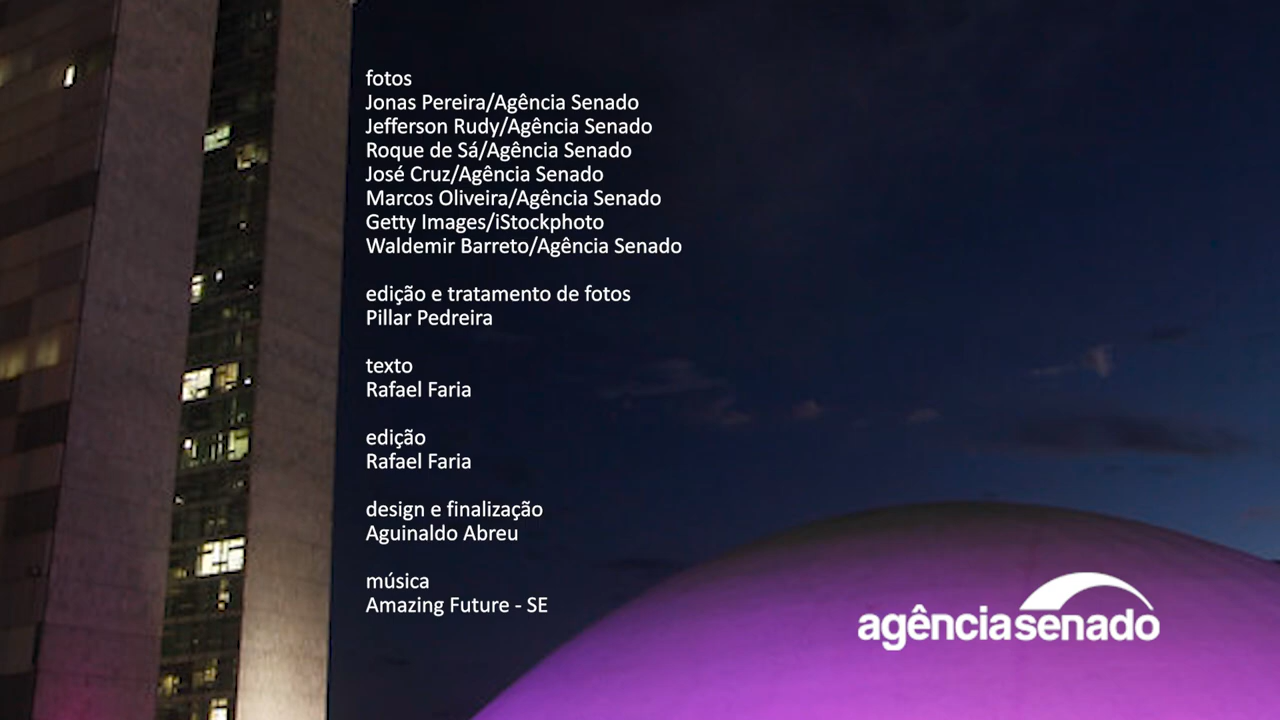 fotos
Jonas Pereira/Agência Senado
Jefferson Rudy/Agência Senado
Roque de Sá/Agência Senado
José Cruz/Agência Senado
Marcos Oliveira/Agência Senado
Getty Images/iStockphoto
Waldemir Barreto/Agência Senado
edição e tratamento de fotos
Pillar Pedreira
texto
Rafael Faria
edição
Rafael Faria
design e finalização
Aguinaldo Abreu
música
Amazing Future - SE
agênciasenado